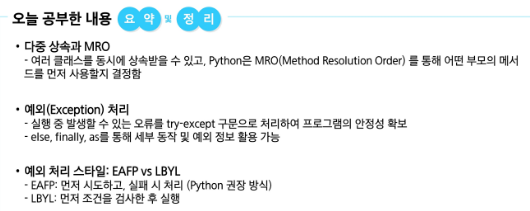 오늘 공부한 내용 요 약 및 정 리
• 다중 상속과 MRO
- 여러 클래스를 동시에 상속받을 수 있고, Python은 MRO(Method Resolution Order) 를 통해 어떤 부모의 메서
드를 먼저 사용할지 결정함
• 예외(Exception) 처리
- 실행 중 발생할 수 있는 오류를 try-except 구문으로 처리하여 프로그램의 안정성 확보
- else, finally, as를 통해 세부 동작 및 예외 정보 활용 가능
• 예외 처리 스타일: EAFP vs LBYL
- EAFP: 먼저 시도하고, 실패 시 처리 (Python 권장 방식)
- LBYL: 먼저 조건을 검사한 후 실행